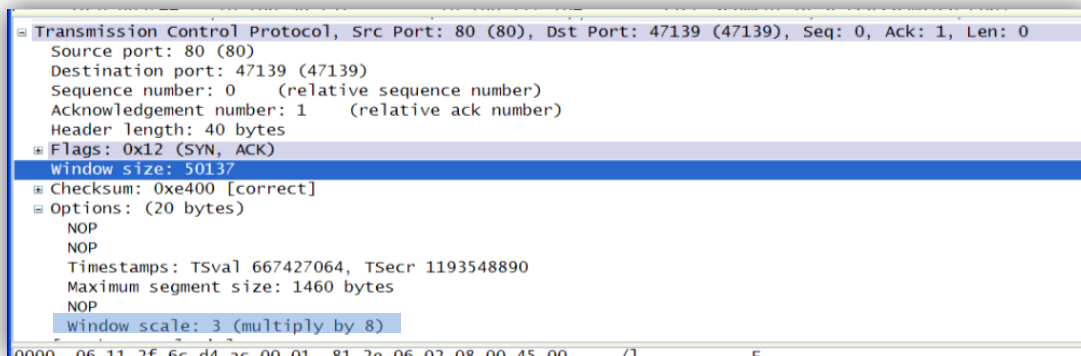 Transmission Control Protocol, Src Port: 80 (80), Dst Port: 47139 (47139), Seq: 0, Ack: 1, Len: 0
Source port: 80 (80)
Destination port: 47139 (47139)
Sequence number: 0 (relative sequence number)
Acknowledgement number: 1 (relative ack number)
Header length: 40 bytes
Flags: 0x12 (SYN, ACK)
Window size: 50137
Checksum: 0xe400 [correct]
Options: (20 bytes)
NOP
NOP
Timestamps: TSval 667427064, TSecr 1193548890
Maximum segment size: 1460 bytes
NOP
Window scale: 3 (multiply by 8)